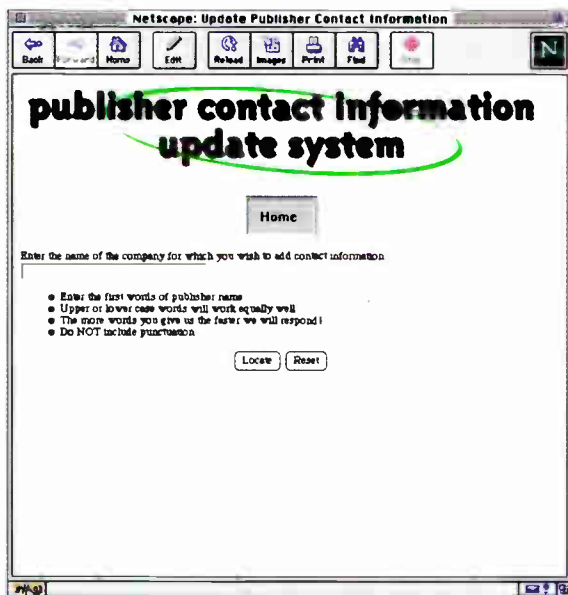 Netscape: Update Publisher Contact Information
Back Forward Home Edit Reload Images Print Find Stop
N
publisher contact information
update system
Home
Enter the name of the company for which you wish to add contact information
Enter the first words of publisher name
Upper or lower case words will work equally well
The more words you give us the faster we will respond!
Do NOT include punctuation
Locate Reset